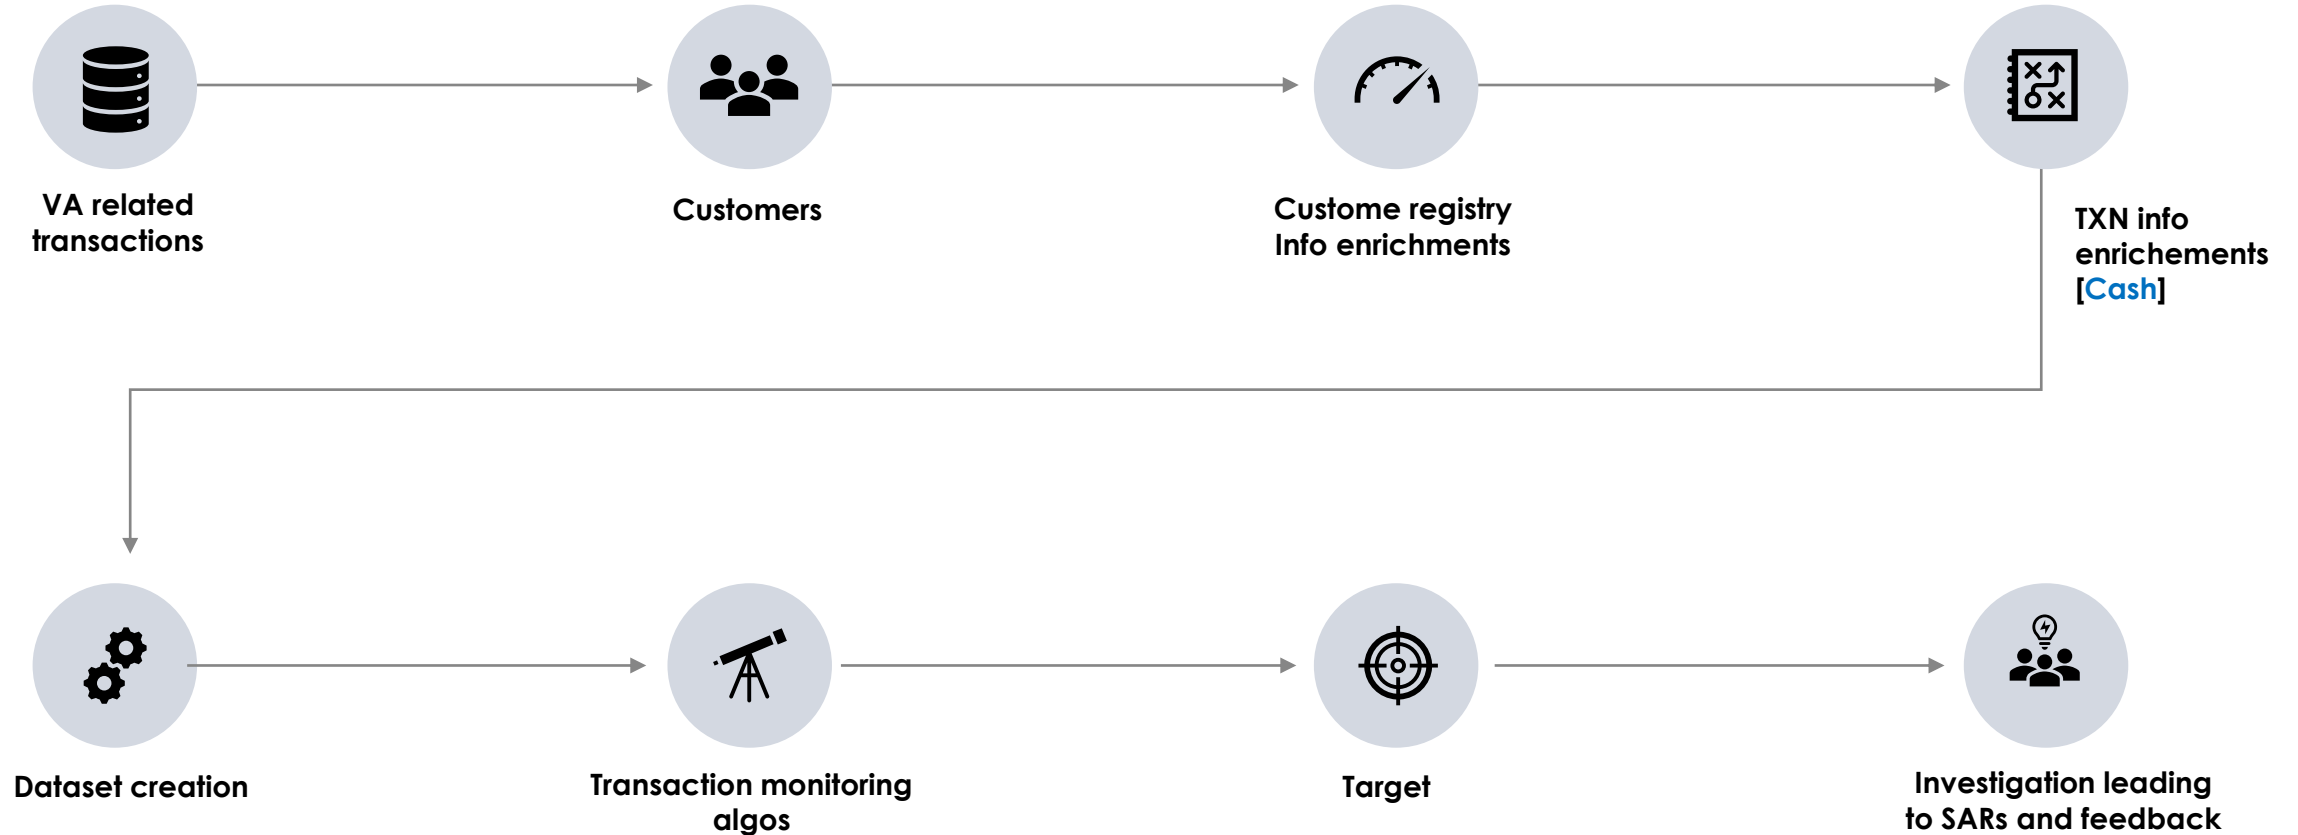 VA related
transactions
Customers
Custome registry
Info enrichments
TXN info
enrichements
[Cash]
Dataset creation
Transaction monitoring
algos
Target
Investigation leading
to SARs and feedback